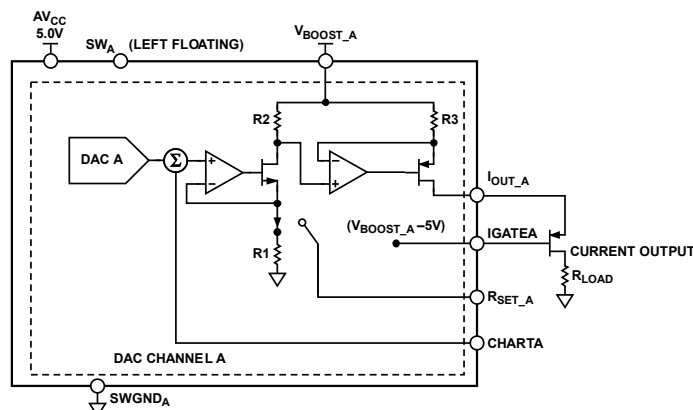 AVCC
5.0V
SWA (LEFT FLOATING)
VBOOST_A
R2
R3
DAC A
Σ
+
−
−
+
IOUT_A
(VBOOST_A−5V)
IGATEA
CURRENT OUTPUT
R1
RLOAD
RSET_A
CHARTA
DAC CHANNEL A
SWGNDA